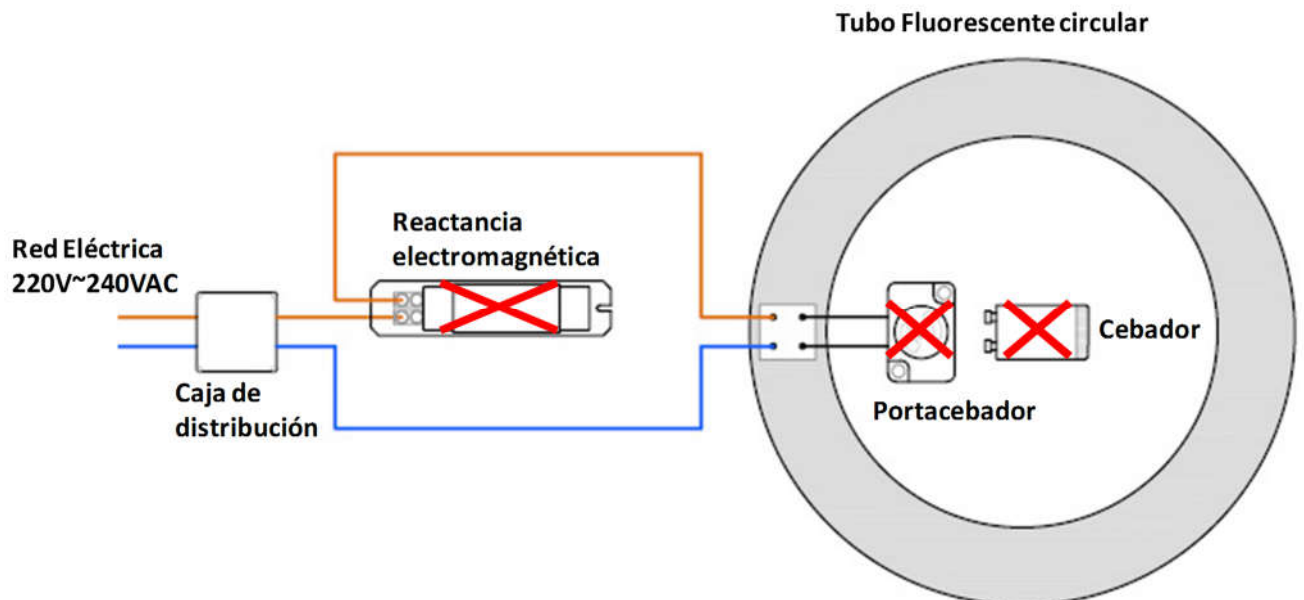 Tubo Fluorescente circular
Reactancia
electromagnética
Red Eléctrica
220V~240VAC
Cebador
Caja de
distribución
Portacebador